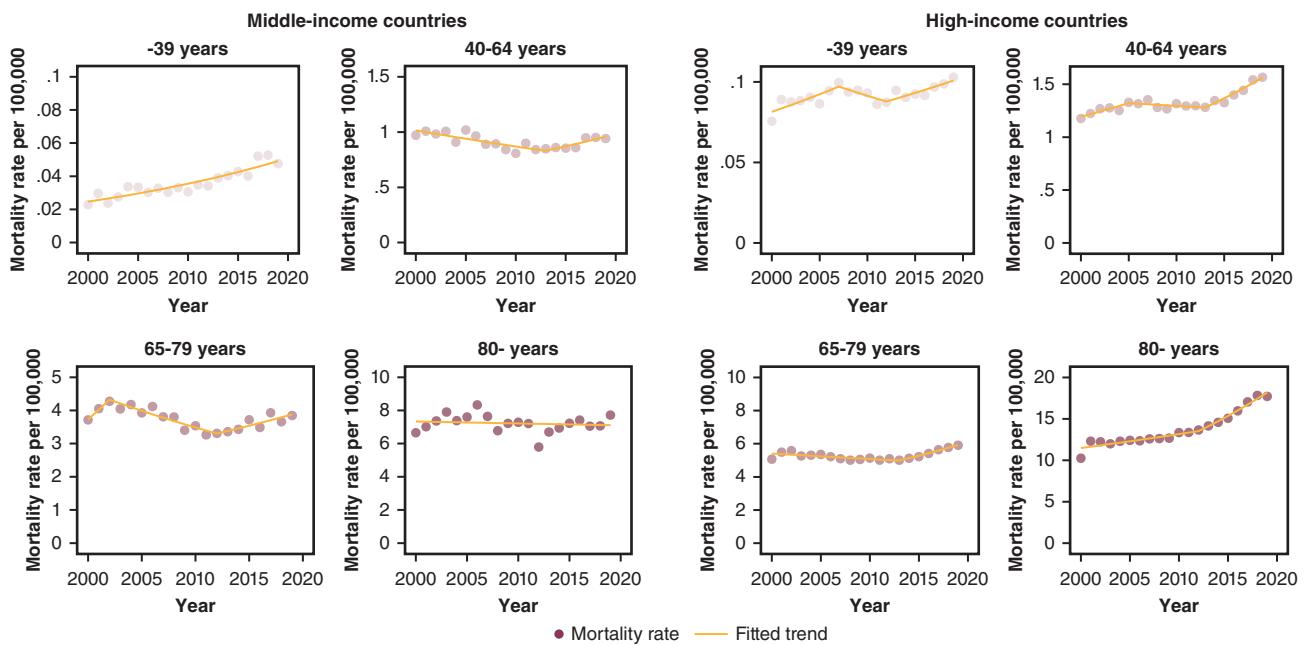 Middle-income countries
High-income countries
-39 years
40-64 years
-39 years
40-64 years
Mortality rate per 100,000
.1
.08
.06
.04
.02
0
2000 2005 2010 2015 2020
Year
Mortality rate per 100,000
1.5
1
.5
0
2000 2005 2010 2015 2020
Year
Mortality rate per 100,000
.1
.05
0
2000 2005 2010 2015 2020
Year
Mortality rate per 100,000
1.5
1
.5
0
2000 2005 2010 2015 2020
Year
65-79 years
80- years
65-79 years
80- years
Mortality rate per 100,000
5
4
3
2
1
0
2000 2005 2010 2015 2020
Year
Mortality rate per 100,000
10
8
6
4
2
0
2000 2005 2010 2015 2020
Year
Mortality rate per 100,000
10
8
6
4
2
0
2000 2005 2010 2015 2020
Year
Mortality rate per 100,000
20
15
10
5
0
2000 2005 2010 2015 2020
Year
Mortality rate
Fitted trend